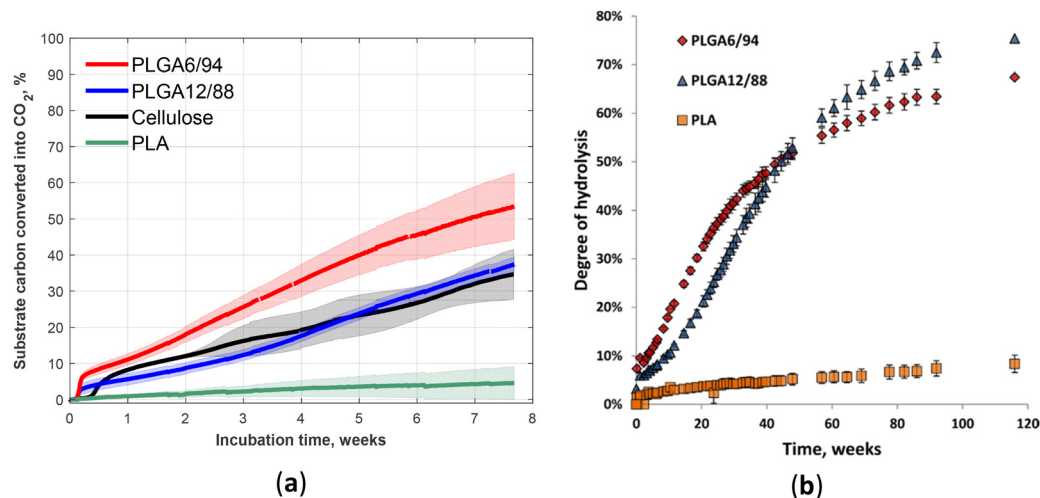 100
90
80
70
60
50
40
30
20
10
0
Substrate carbon converted into CO2, %
PLGA6/94
PLGA12/88
Cellulose
PLA
0 1 2 3 4 5 6 7 8
Incubation time, weeks
(a)
80%
70%
60%
50%
40%
30%
20%
10%
0%
Degree of hydrolysis
PLGA6/94
PLGA12/88
PLA
0 20 40 60 80 100 120
Time, weeks
(b)